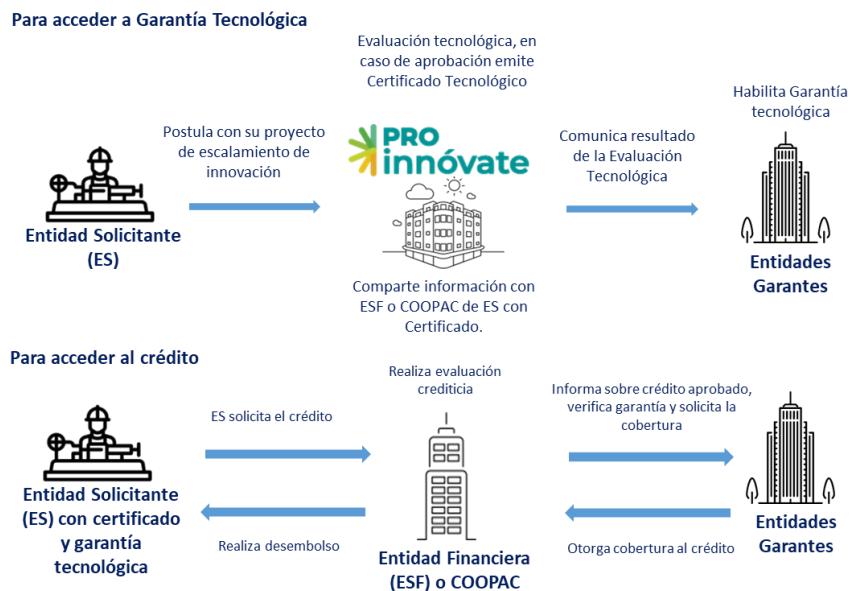 Para acceder a Garantía Tecnológica
Evaluación tecnológica, en
caso de aprobación emite
Certificado Tecnológico
Habilita Garantía
tecnológica
Postula con su proyecto
de escalamiento de
innovación
PRO
innóvate
Comunica resultado
de la Evaluación
Tecnológica
Entidad Solicitante
(ES)
Entidades
Garantes
Comparte información con
ESF o COOPAC de ES con
Certificado.
Para acceder al crédito
Realiza evaluación
crediticia
Informa sobre crédito aprobado,
verifica garantía y solicita la
cobertura
ES solicita el crédito
Entidad Solicitante
(ES) con certificado
y garantía
tecnológica
Realiza desembolso
Entidad Financiera
(ESF) o COOPAC
Otorga cobertura al crédito
Entidades
Garantes